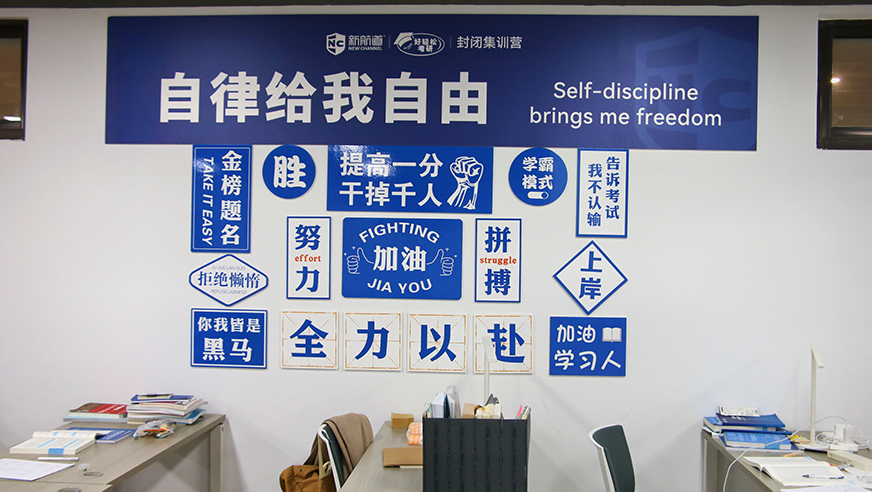 新航道
NEW CHANNEL
好轻松
考研
封闭集训营
自律给我自由
Self-discipline
brings me freedom
金榜题名
TAKE IT EASY
胜
提高一分
干掉千人
学霸
模式
告诉考试
我不认输
努
effort
力
FIGHTING
加油
JIA YOU
拼
struggle
搏
拒绝懒惰
REFUSE LAZINESS
上岸
你我皆是
黑马
全力以赴
加油
学习人